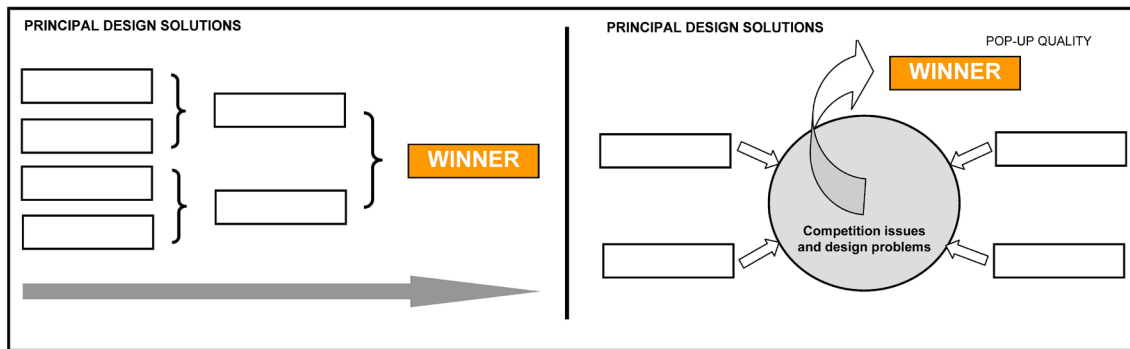 PRINCIPAL DESIGN SOLUTIONS
WINNER
PRINCIPAL DESIGN SOLUTIONS
POP-UP QUALITY
WINNER
Competition issues
and design problems